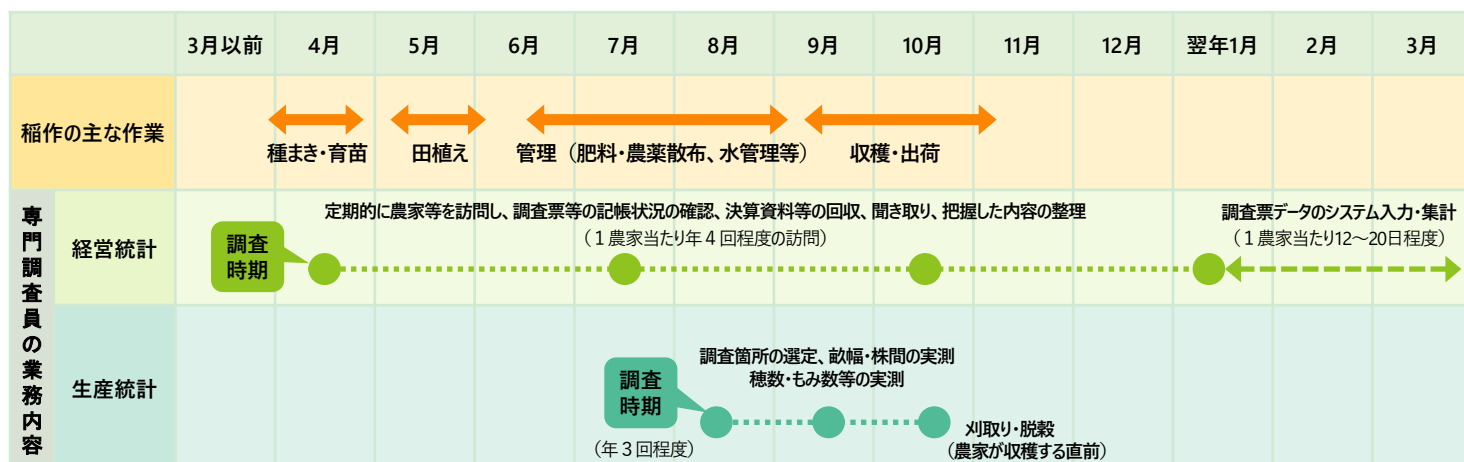 3月以前 4月 5月 6月 7月 8月 9月 10月 11月 12月 翌年1月 2月 3月
稲作の主な作業
種まき・育苗 田植え 管理（肥料・農薬散布、水管理等） 収穫・出荷
専門調査員の業務内容
経営統計
定期的に農家等を訪問し、調査票等の記帳状況の確認、決算資料等の回収、聞き取り、把握した内容の整理
（１農家当たり年４回程度の訪問）
調査
時期
調査票データのシステム入力・集計
（１農家当たり12～20日程度）
生産統計
調査箇所の選定、畝幅・株間の実測
穂数・もみ数等の実測
調査
時期
（年３回程度）
刈取り・脱穀
（農家が収穫する直前）